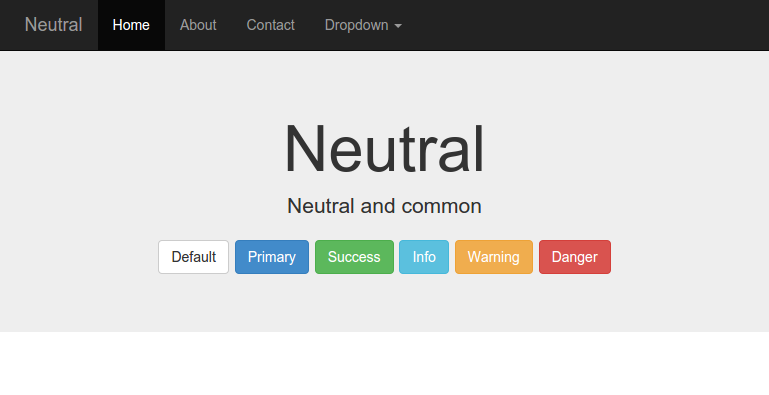 Neutral Home About Contact Dropdown
Neutral
Neutral and common
Default Primary Success Info Warning Danger